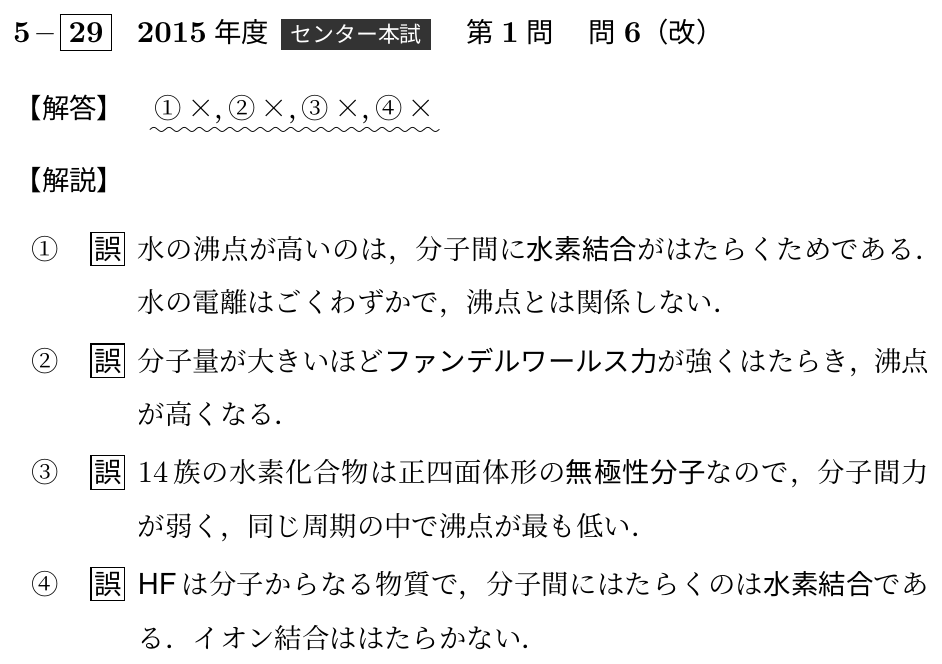 5－29 2015年度 センター本試 第1問 問6（改）
【解答】 ①×，②×，③×，④×
【解説】
① 誤 水の沸点が高いのは，分子間に水素結合がはたらくためである．
水の電離はごくわずかで，沸点とは関係しない．
② 誤 分子量が大きいほどファンデルワールス力が強くはたらき，沸点
が高くなる．
③ 誤 14族の水素化合物は正四面体形の無極性分子なので，分子間力
が弱く，同じ周期の中で沸点が最も低い．
④ 誤 HFは分子からなる物質で，分子間にはたらくのは水素結合であ
る．イオン結合ははたらかない．